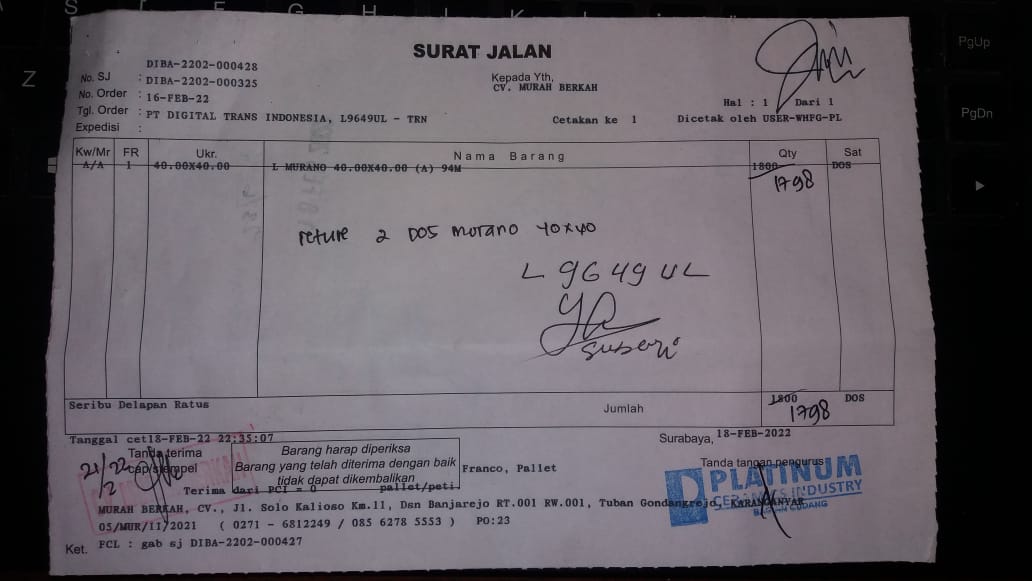 SURAT JALAN
No. SJ : DIBA-2202-000428
No. Order : DIBA-2202-000325
Tgl. Order : 16-FEB-22
Expedisi : PT DIGITAL TRANS INDONESIA, L9649UL - TRN
Kepada Yth,
CV. MURAH BERKAH
Hal : 1 Dari 1
Cetakan ke 1 Dicetak oleh USER-WHFG-PL
Kw/Mr FR Ukr. Nama Barang Qty Sat
A/A 1 40.00X40.00 L MURANO 40.00X40.00 (A) 94M 1800 DOS
1798
reture 2 DOS murano 40x40
L 9649 UL
Suseri
Seribu Delapan Ratus Jumlah 1800 DOS
1798
Tanggal cet18-FEB-22 22:35:07
Surabaya, 18-FEB-2022
Tanda terima
cap/stempel
21/22
2
Barang harap diperiksa
Barang yang telah diterima dengan baik
tidak dapat dikembalikan
Franco, Pallet
Tanda tangan pengurus
PLATINUM
CERAMICS INDUSTRY
BAGIAN GUDANG
Terima dari PCI = 0 pallet/peti
MURAH BERKAH, CV., Jl. Solo Kalioso Km.11, Dsn Banjarejo RT.001 RW.001, Tuban Gondangrejo, KARANGANYAR
05/MUR/11/2021 ( 0271 - 6812249 / 085 6278 5553 ) PO:23
Ket. PCL : gab sj DIBA-2202-000427